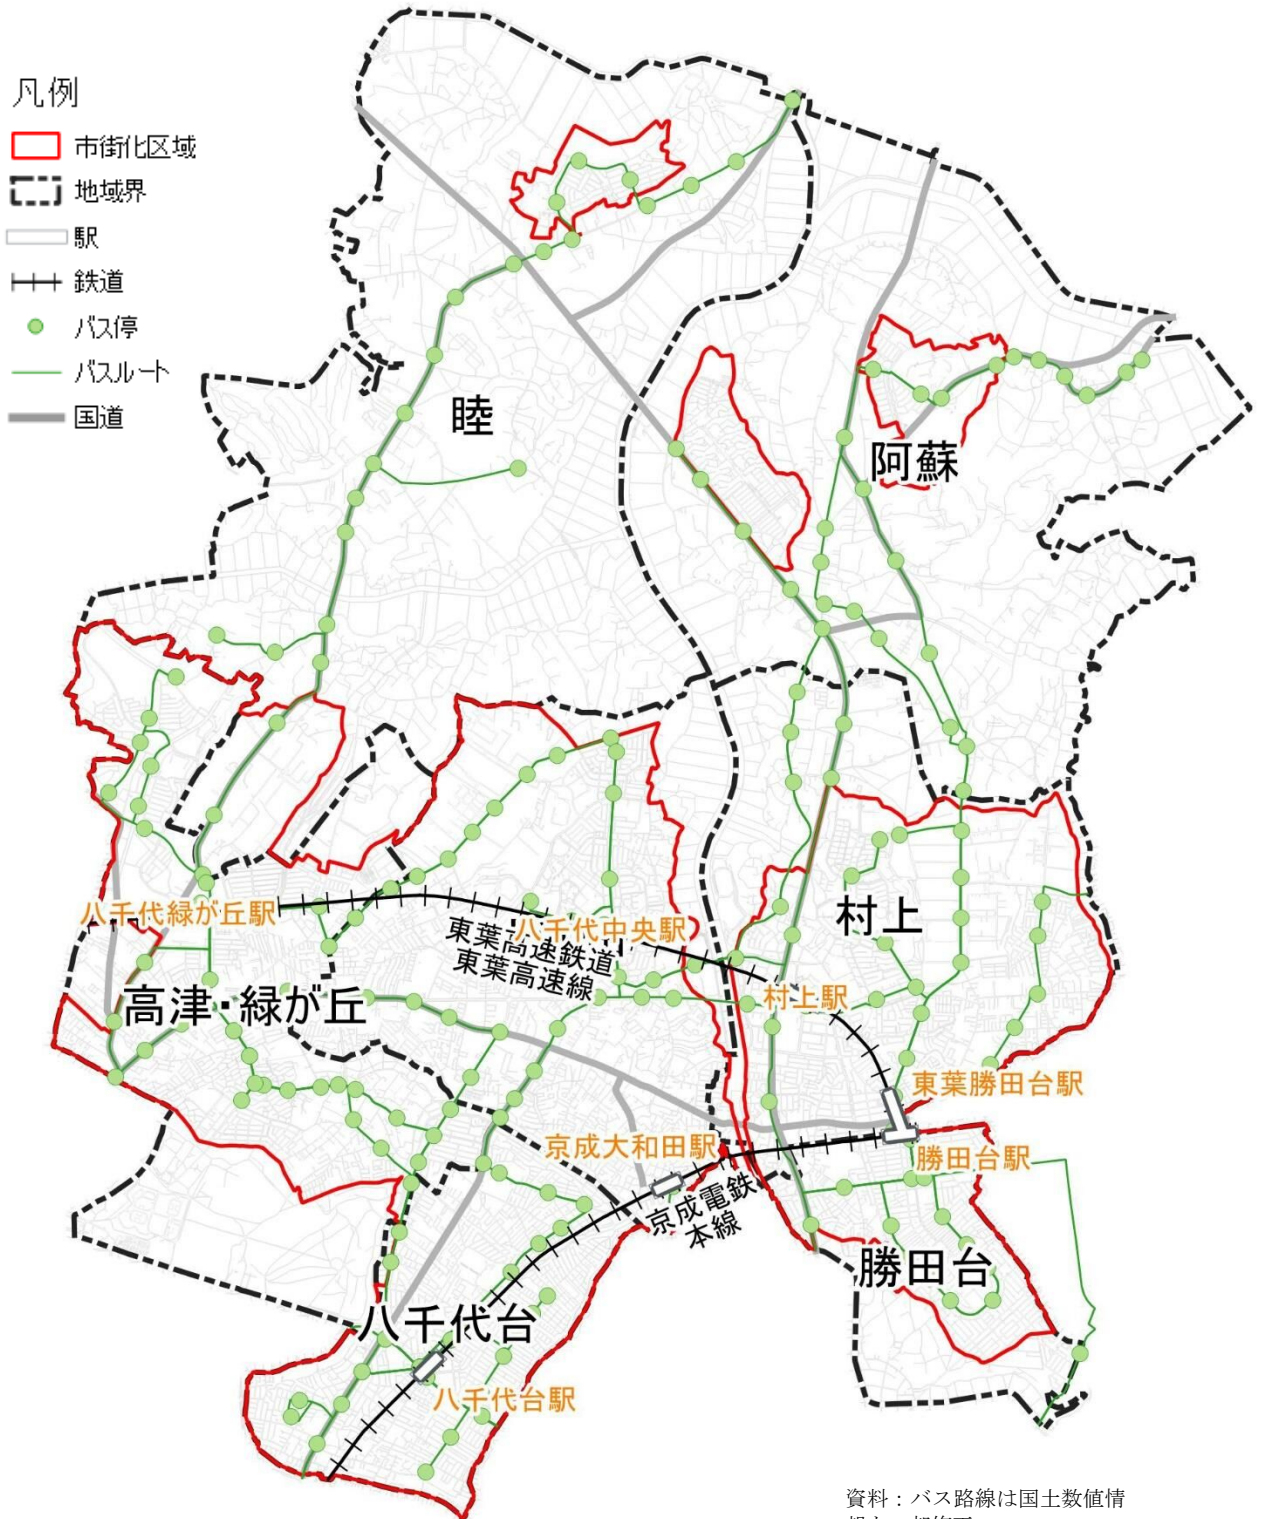 凡例
市街化区域
地域界
駅
鉄道
バス停
バスルート
国道
睦
阿蘇
村上
八千代緑が丘駅
八千代中央駅
東葉高速鉄道
東葉高速線
村上駅
高津・緑が丘
東葉勝田台駅
京成大和田駅
勝田台駅
京成電鉄
本線
勝田台
八千代台
八千代台駅
資料：バス路線は国土数値情